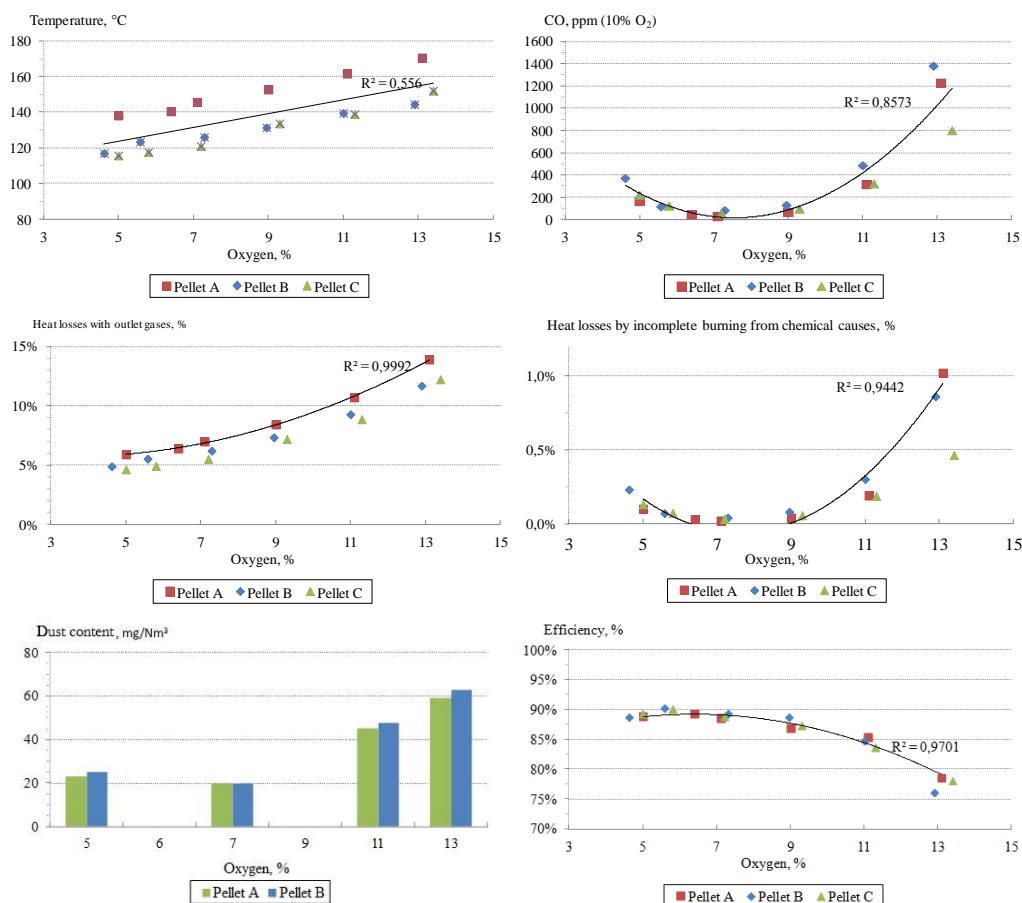 Temperature, °C
180
160
140
120
100
80
R² = 0,556
3 5 7 9 11 13 15
Oxygen, %
Pellet A Pellet B Pellet C
CO, ppm (10% O₂)
1600
1400
1200
1000
800
600
400
200
0
R² = 0,8573
3 5 7 9 11 13 15
Oxygen, %
Pellet A Pellet B Pellet C
Heat losses with outlet gases, %
15%
10%
5%
0%
R² = 0,9992
3 5 7 9 11 13 15
Oxygen, %
Pellet A Pellet B Pellet C
Heat losses by incomplete burning from chemical causes, %
1,0%
0,5%
0,0%
R² = 0,9442
3 5 7 9 11 13 15
Oxygen, %
Pellet A Pellet B Pellet C
Dust content, mg/Nm³
80
60
40
20
0
5 6 7 9 11 13
Oxygen, %
Pellet A Pellet B
Efficiency, %
100%
95%
90%
85%
80%
75%
70%
R² = 0,9701
3 5 7 9 11 13 15
Oxygen, %
Pellet A Pellet B Pellet C